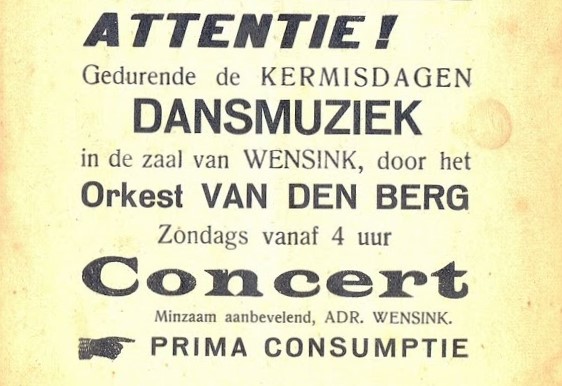 ATTENTIE!
Gedurende de KERMISDAGEN
DANSMUZIEK
in de zaal van WENSINK, door het
Orkest VAN DEN BERG
Zondags vanaf 4 uur
Concert
Minzaam aanbevelend, ADR. WENSINK.
PRIMA CONSUMPTIE